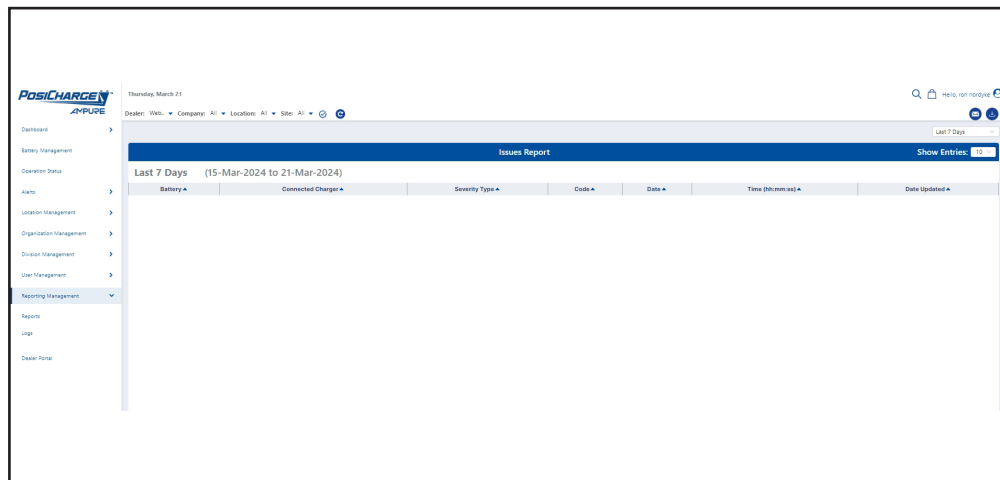 POSICHARGE
AMPURE
Thursday, March 21
Hello, ron nordyke
Dealer: Web.. Company: All Location: All Site: All
Last 7 Days
Issues Report
Show Entries: 10
Last 7 Days (15-Mar-2024 to 21-Mar-2024)
Battery Connected Charger Severity Type Code Date Time (hh:mm:ss) Date Updated
Dashboard
Battery Management
Operation Status
Alerts
Location Management
Organization Management
Division Management
User Management
Reporting Management
Reports
Logs
Dealer Portal